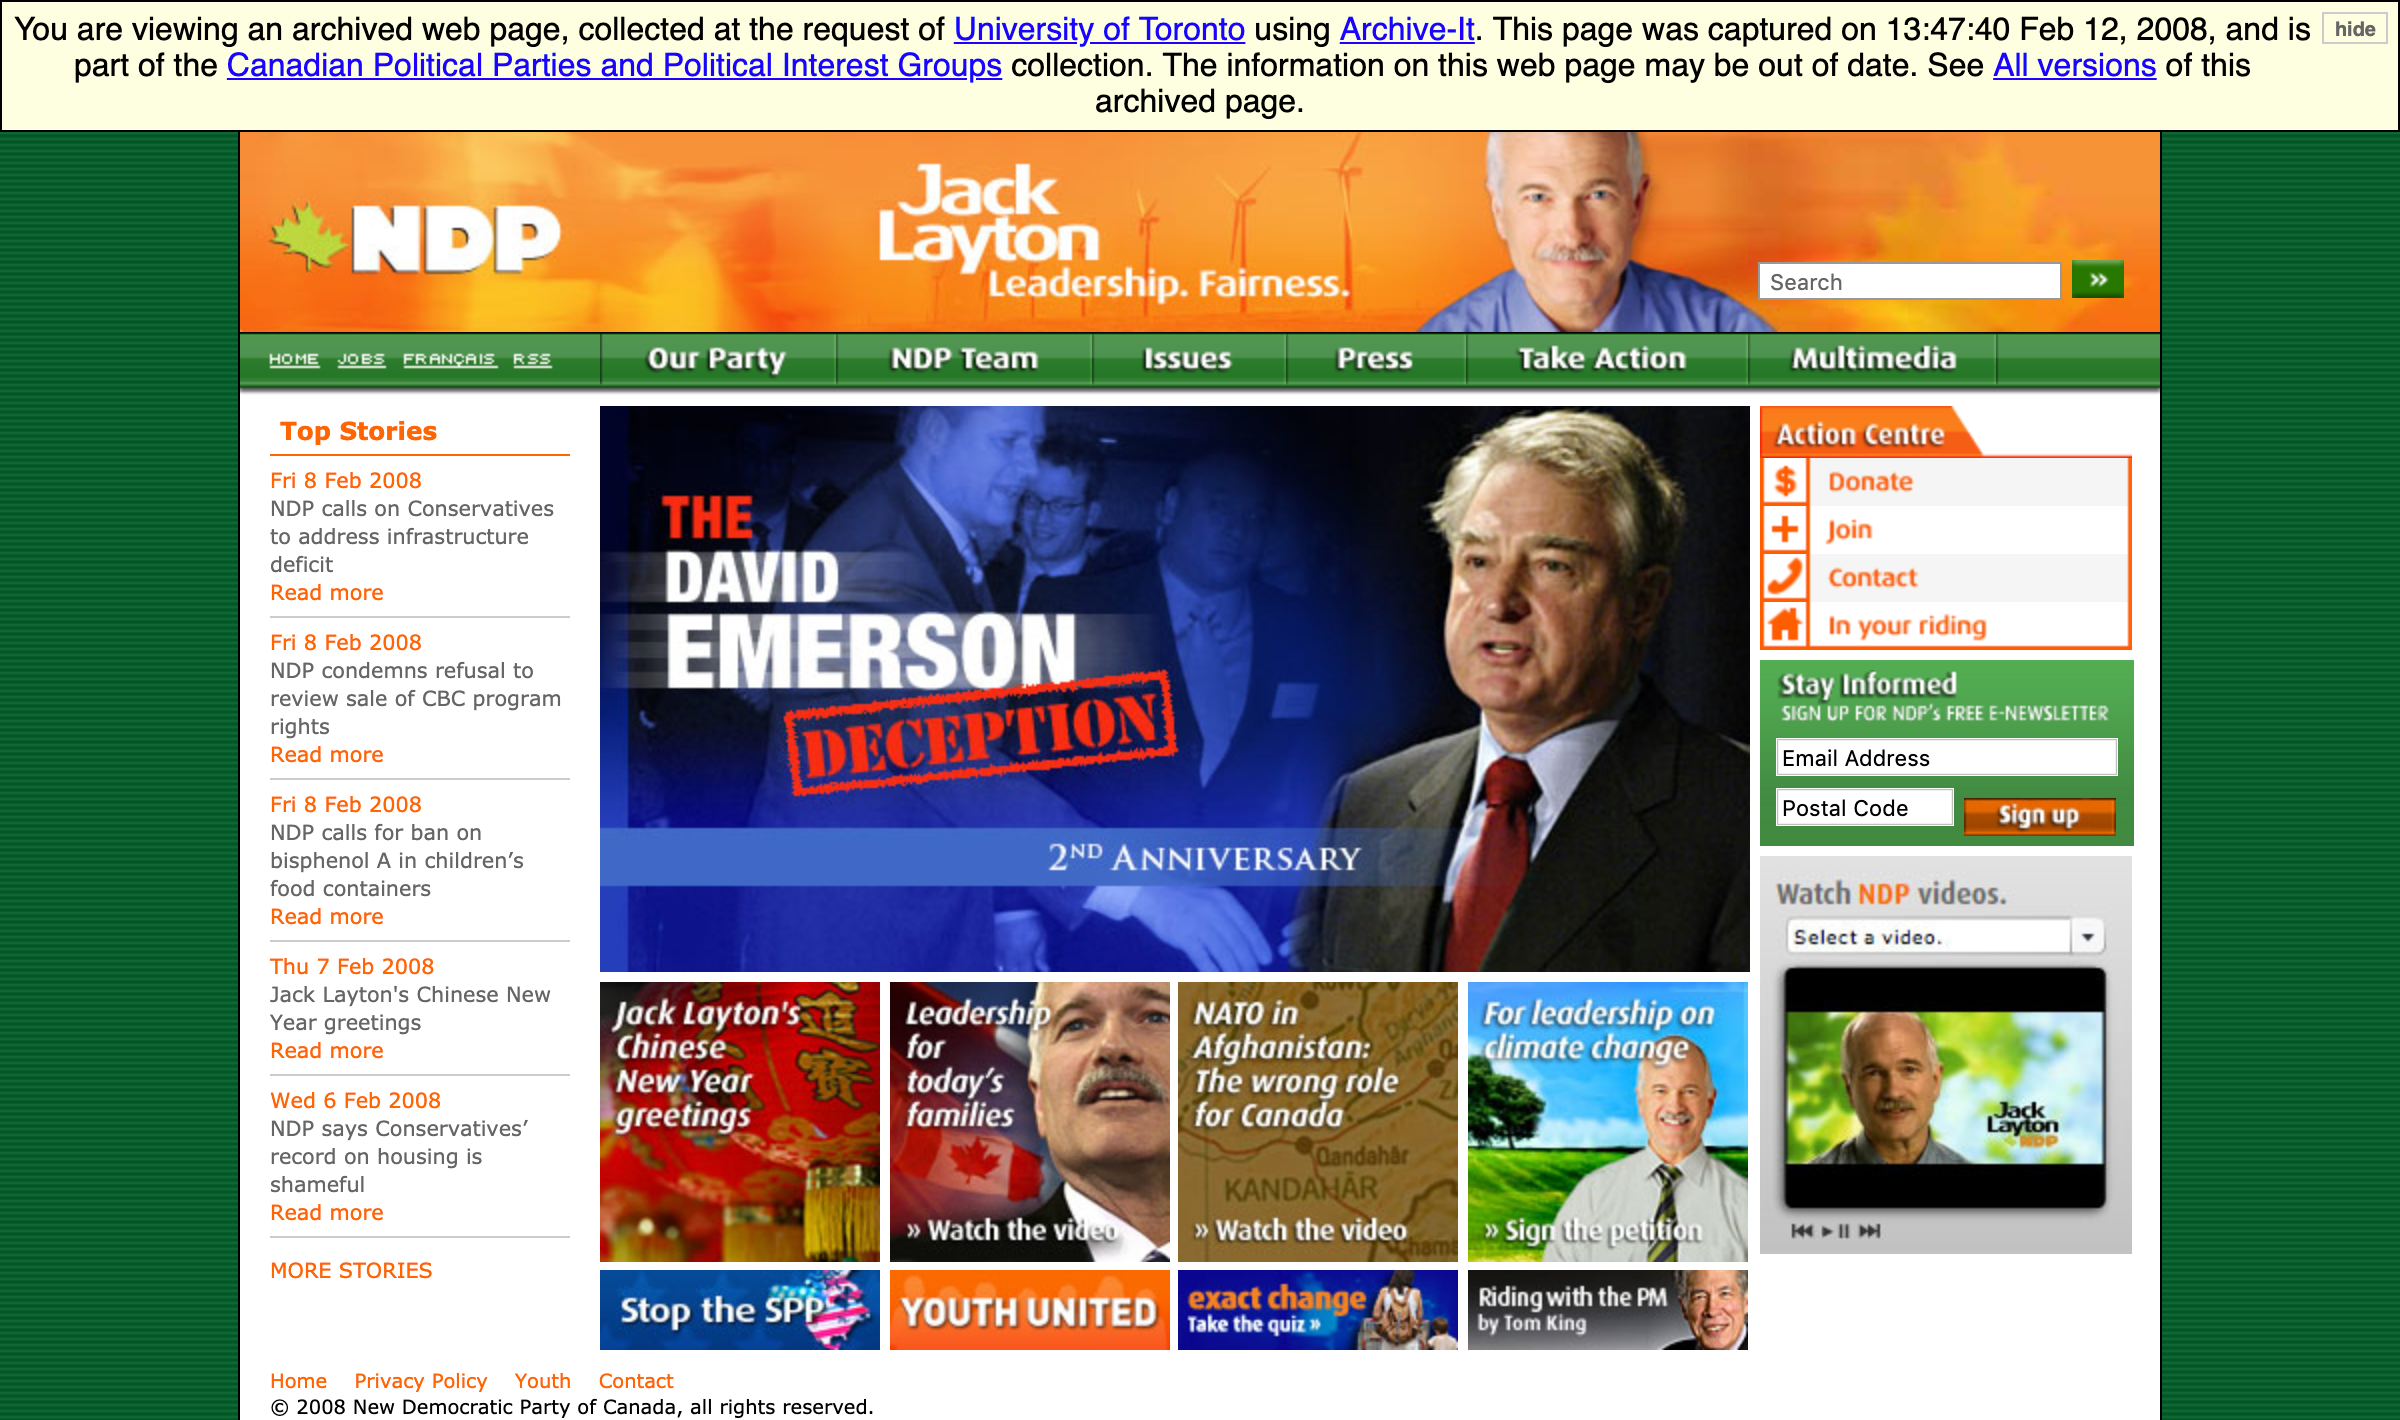 You are viewing an archived web page, collected at the request of University of Toronto using Archive-It. This page was captured on 13:47:40 Feb 12, 2008, and is
part of the Canadian Political Parties and Political Interest Groups collection. The information on this web page may be out of date. See All versions of this
archived page.
hide
NDP
Jack
Layton
Leadership. Fairness.
Search
»
HOME JOBS FRANÇAIS RSS
Our Party NDP Team Issues Press Take Action Multimedia
Top Stories
Fri 8 Feb 2008
NDP calls on Conservatives
to address infrastructure
deficit
Read more
Fri 8 Feb 2008
NDP condemns refusal to
review sale of CBC program
rights
Read more
Fri 8 Feb 2008
NDP calls for ban on
bisphenol A in children’s
food containers
Read more
Thu 7 Feb 2008
Jack Layton's Chinese New
Year greetings
Read more
Wed 6 Feb 2008
NDP says Conservatives’
record on housing is
shameful
Read more
MORE STORIES
THE
DAVID
EMERSON
DECEPTION
2ND ANNIVERSARY
Jack Layton's
Chinese
New Year
greetings
Leadership
for
today’s
families
» Watch the video
NATO in
Afghanistan:
The wrong role
for Canada
Qandahār
KANDAHĀR
» Watch the video
For leadership on
climate change
» Sign the petition
Stop the SPP
YOUTH UNITED
exact change
Take the quiz »
Riding with the PM
by Tom King
Action Centre
$ Donate
+ Join
Contact
In your riding
Stay Informed
SIGN UP FOR NDP's FREE E-NEWSLETTER
Email Address
Postal Code
Sign up
Watch NDP videos.
Select a video.
Jack
Layton
NDP
Home Privacy Policy Youth Contact
© 2008 New Democratic Party of Canada, all rights reserved.